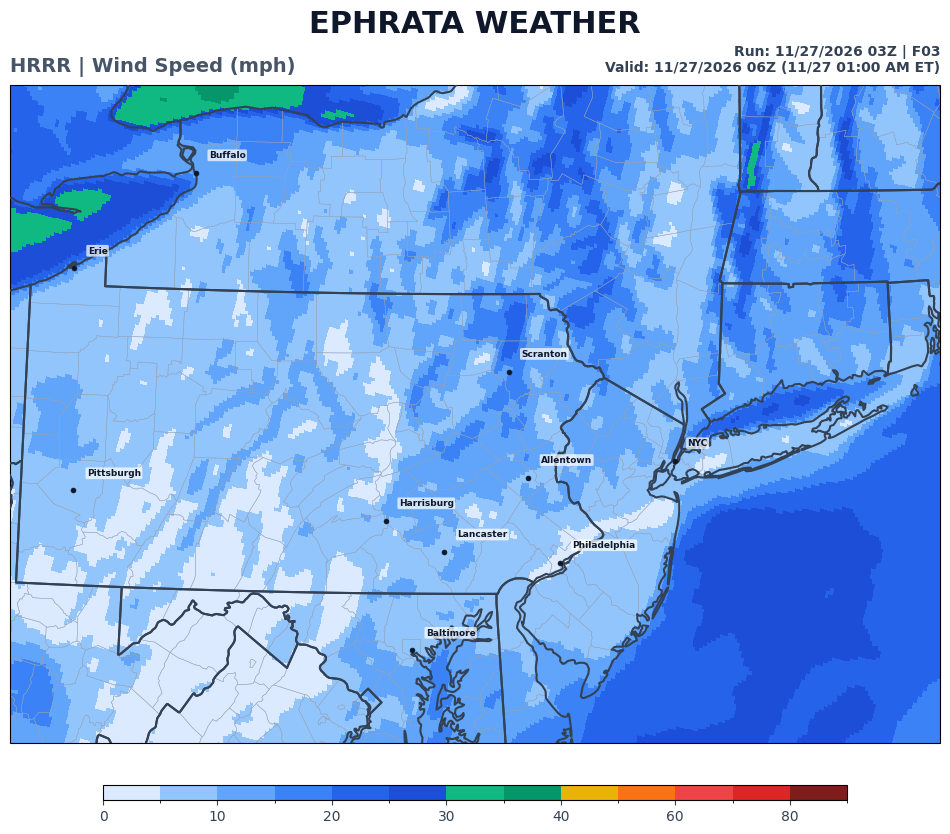 EPHRATA WEATHER
HRRR | Wind Speed (mph)
Run: 11/27/2026 03Z | F03
Valid: 11/27/2026 06Z (11/27 01:00 AM ET)
Buffalo
Erie
Scranton
NYC
Allentown
Pittsburgh
Harrisburg
Lancaster
Philadelphia
Baltimore
0 10 20 30 40 50 60 70 80